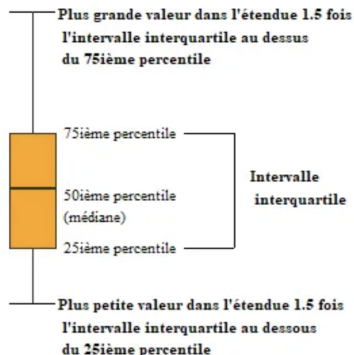 Plus grande valeur dans l'étendue 1.5 fois
l'intervalle interquartile au dessus
du 75ième percentile
75ième percentile
50ième percentile
(médiane)
25ième percentile
Intervalle
interquartile
Plus petite valeur dans l'étendue 1.5 fois
l'intervalle interquartile au dessous
du 25ième percentile